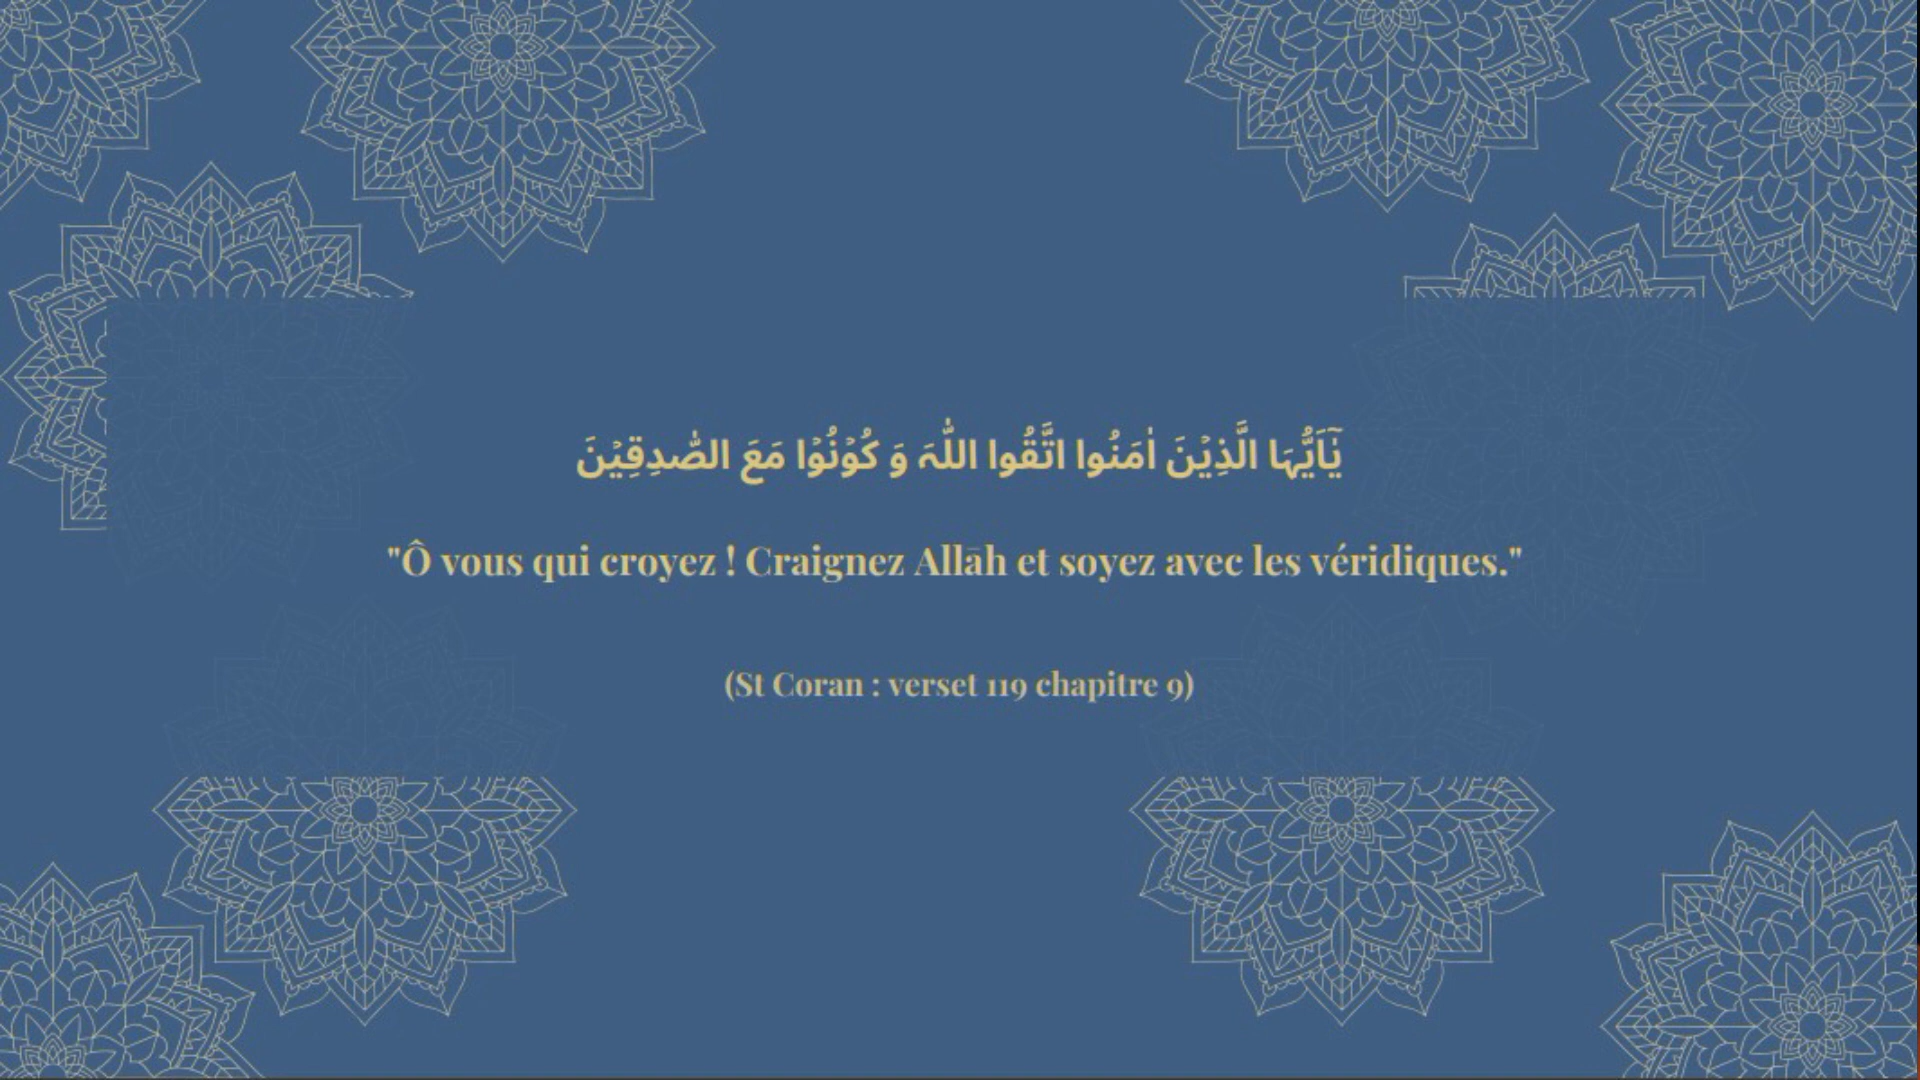 یٰۤاَیُّہَا الَّذِیۡنَ اٰمَنُوا اتَّقُوا اللّٰہَ وَ کُوۡنُوۡا مَعَ الصّٰدِقِیۡنَ
"Ô vous qui croyez ! Craignez Allāh et soyez avec les véridiques."
(St Coran : verset 119 chapitre 9)